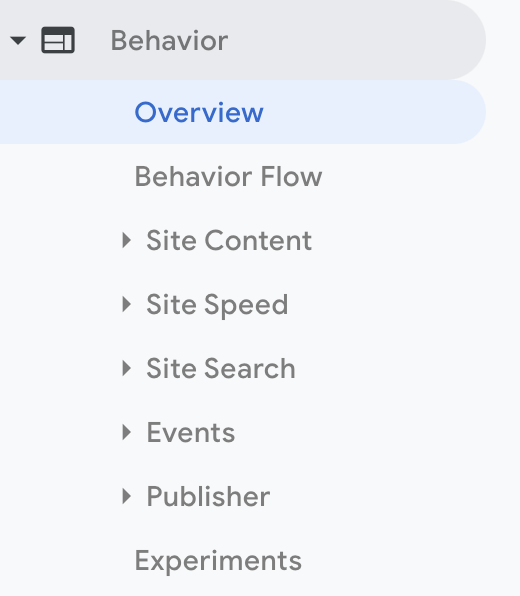 Behavior
Overview
Behavior Flow
Site Content
Site Speed
Site Search
Events
Publisher
Experiments